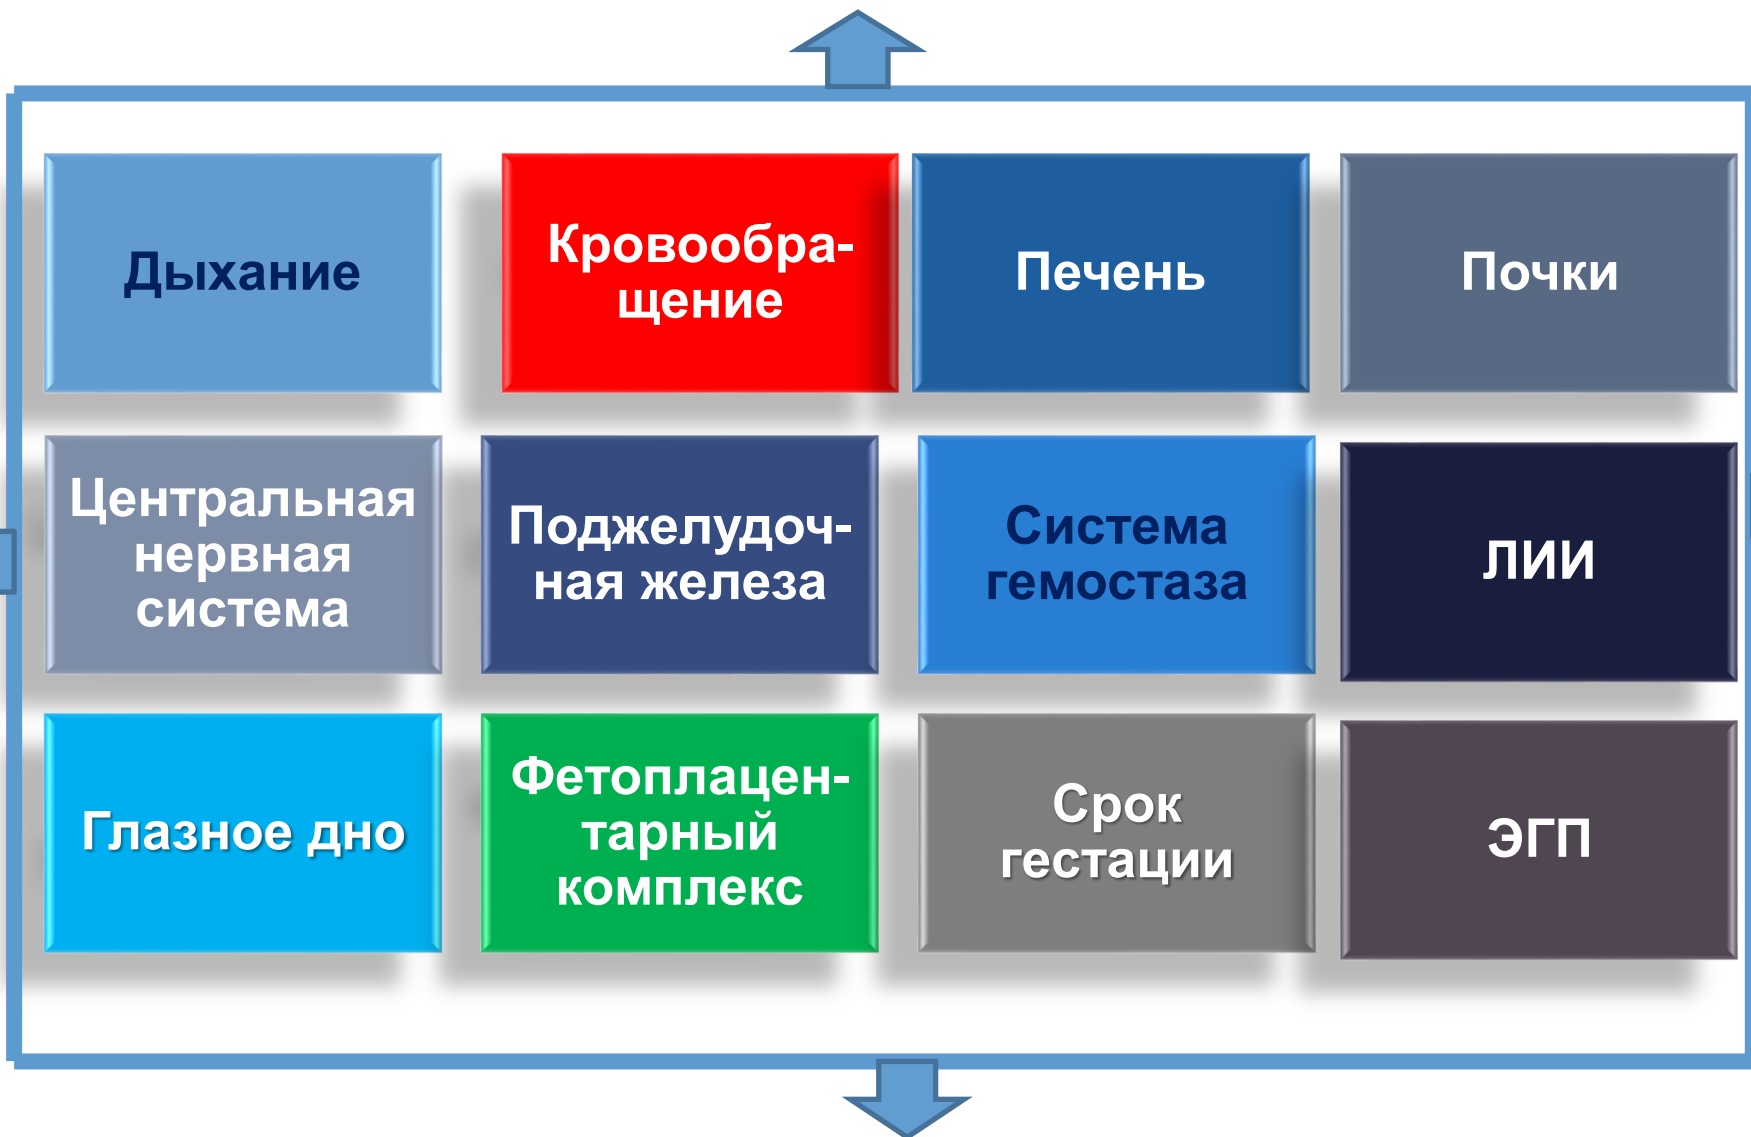 Дыхание
Кровообра-
щение
Печень
Почки
Центральная
нервная
система
Поджелудоч-
ная железа
Система
гемостаза
ЛИИ
Глазное дно
Фетоплацен-
тарный
комплекс
Срок
гестации
ЭГП